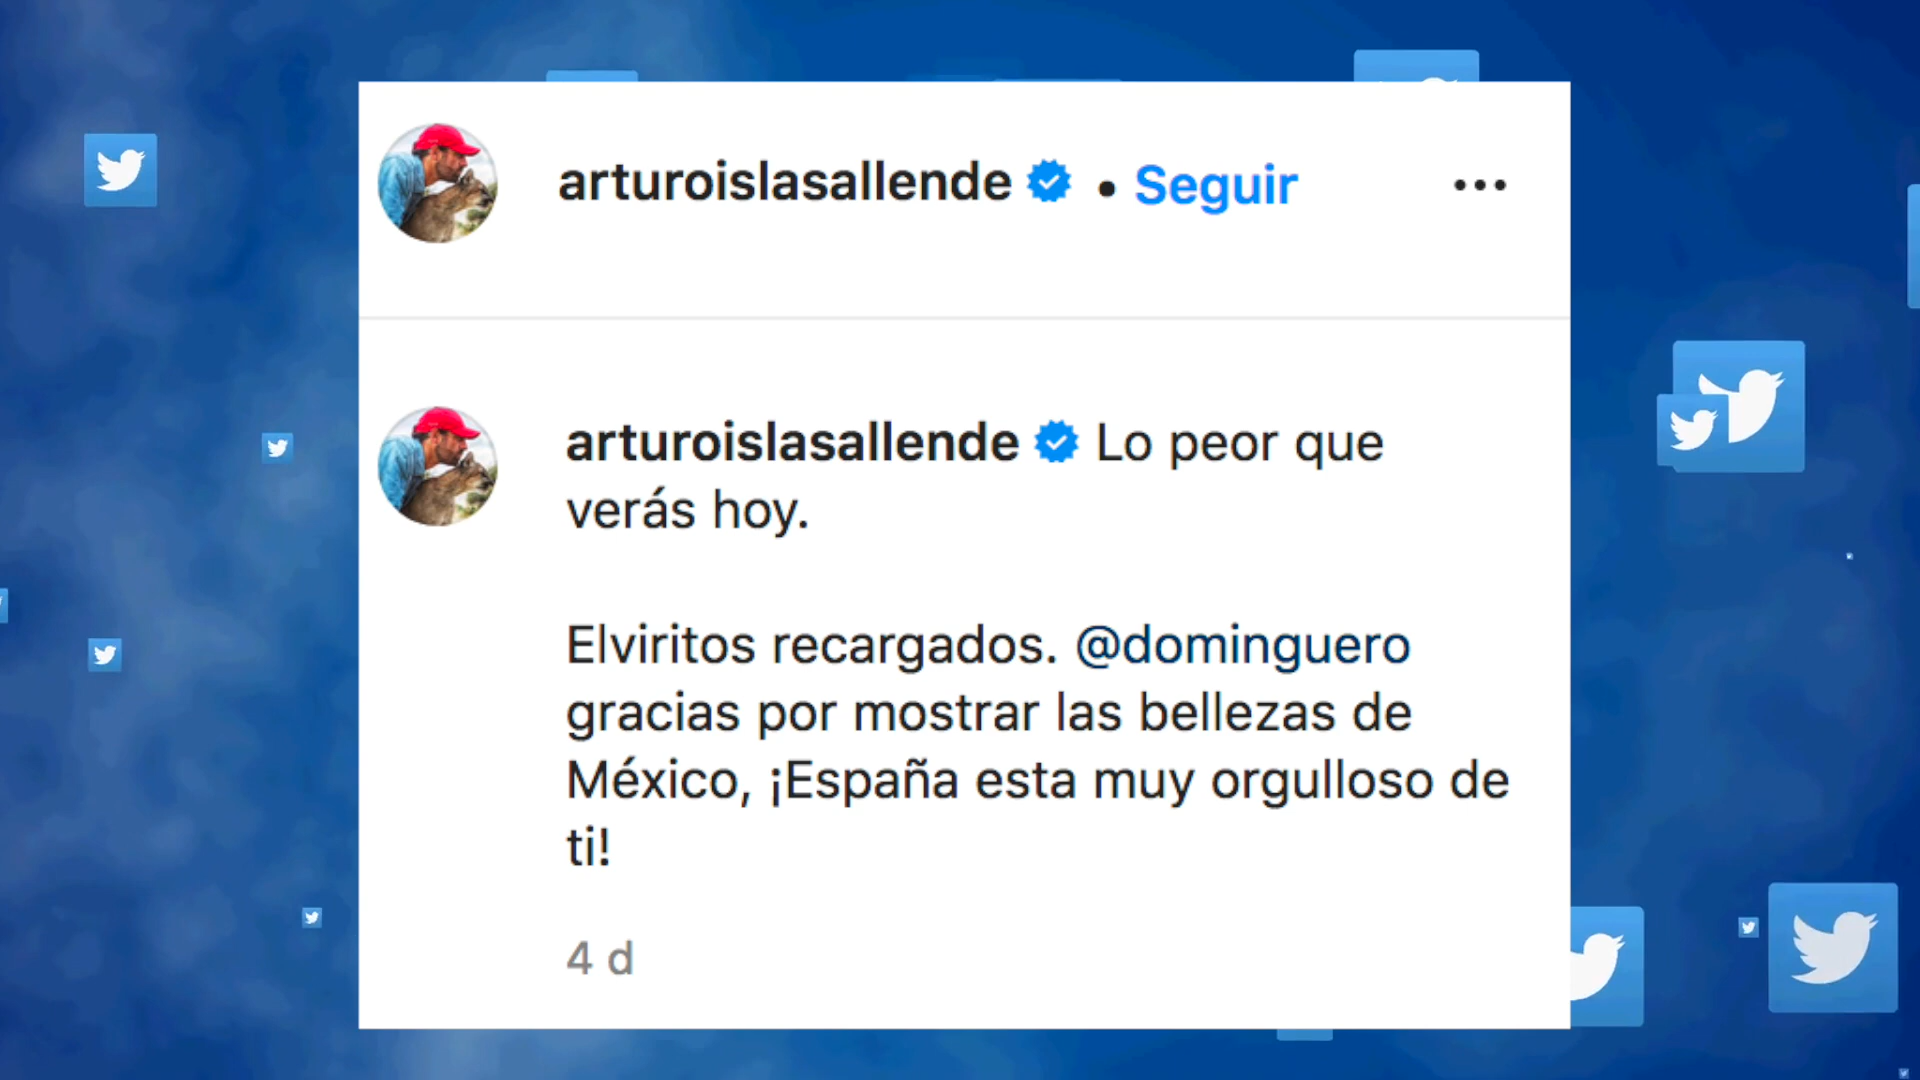 arturoislasallende • Seguir
arturoislasallende Lo peor que
verás hoy.
Elviritos recargados. @dominguero
gracias por mostrar las bellezas de
México, ¡España esta muy orgulloso de
ti!
4 d